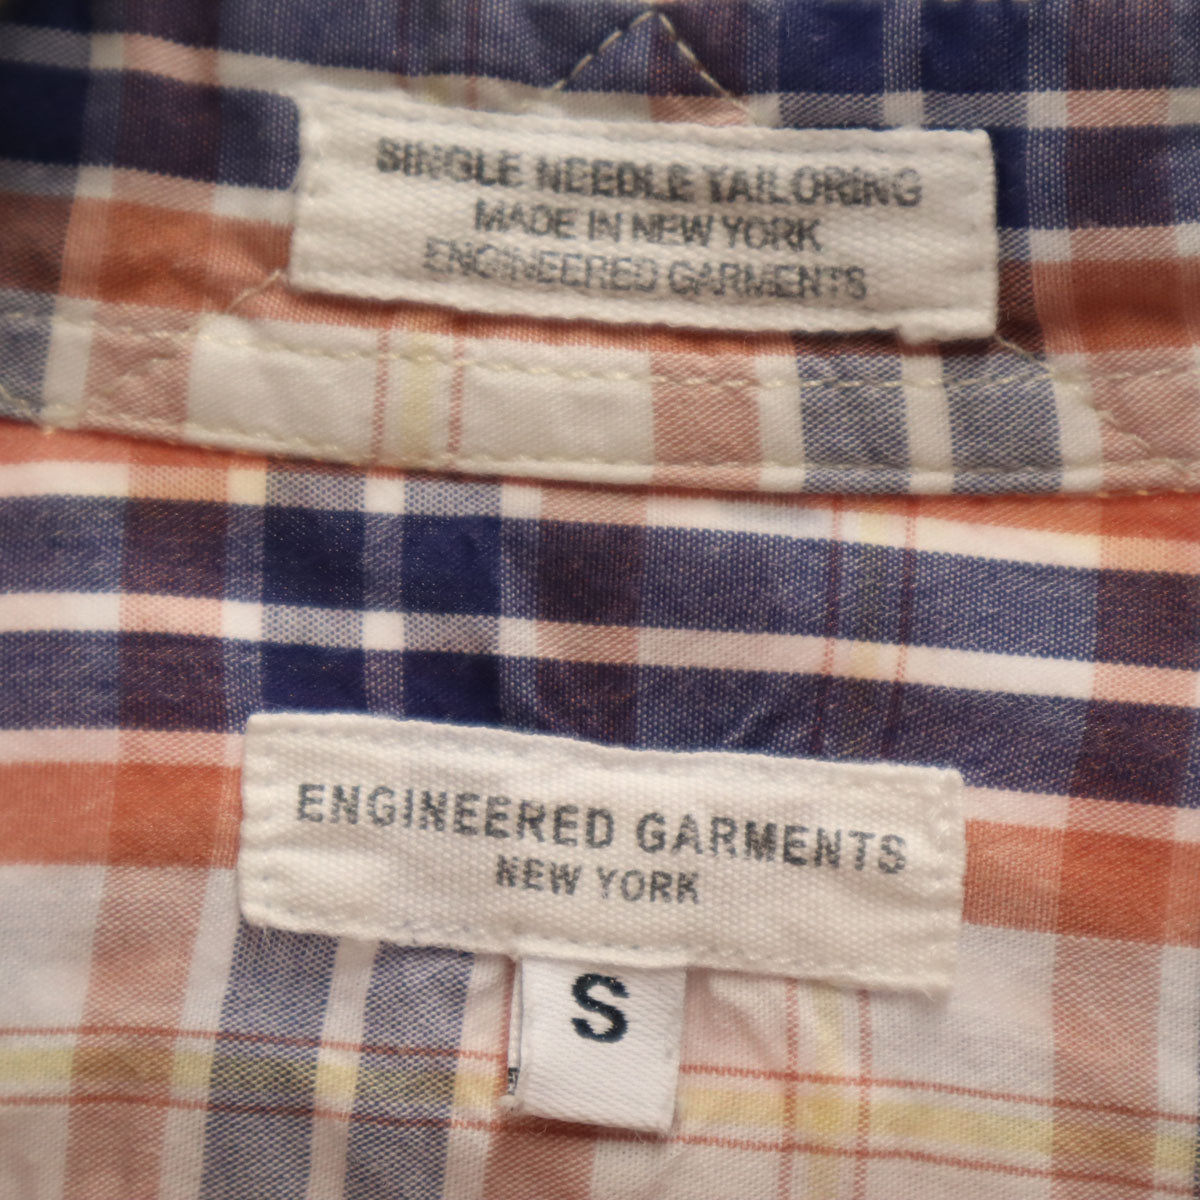 SINGLE NEEDLE TAILORING
MADE IN NEW YORK
ENGINEERED GARMENTS
ENGINEERED GARMENTS
NEW YORK
S